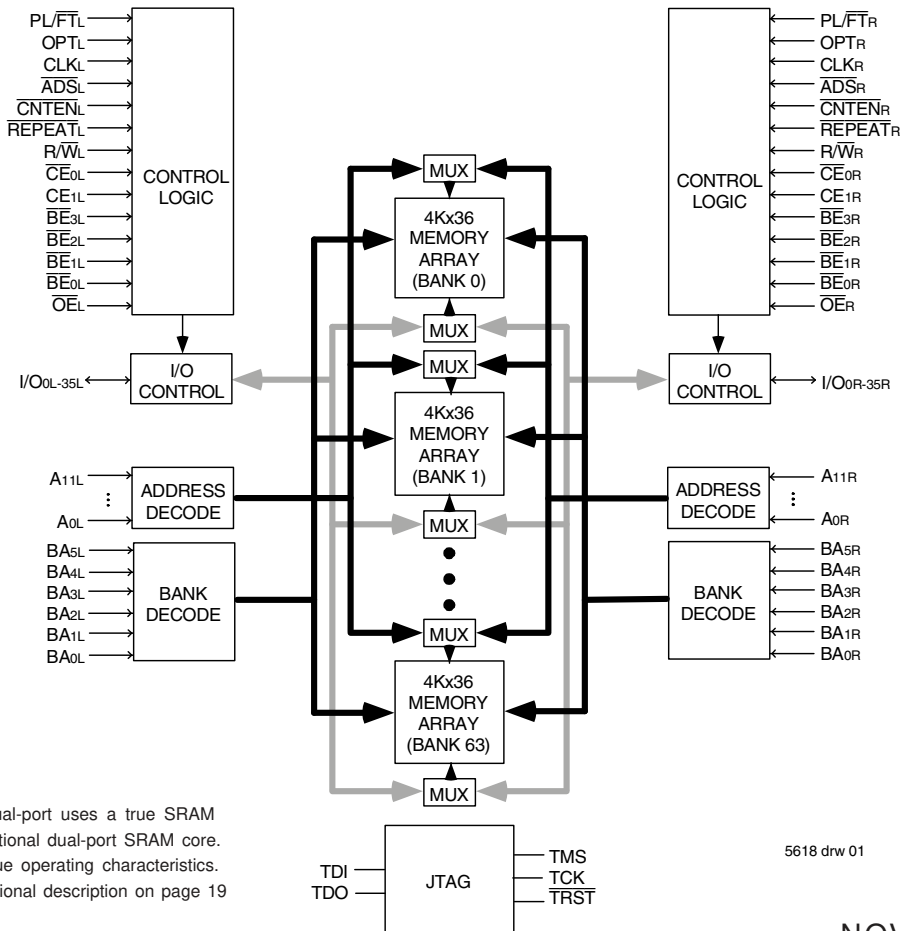 PL/FTL
OPTL
CLKL
ADSL
CNTENL
REPEATL
R/WL
CE0L
CE1L
BE3L
BE2L
BE1L
BE0L
OEL
CONTROL
LOGIC
I/O0L-35L
I/O
CONTROL
A11L
A0L
ADDRESS
DECODE
BA5L
BA4L
BA3L
BA2L
BA1L
BA0L
BANK
DECODE
MUX
4Kx36
MEMORY
ARRAY
(BANK 0)
MUX
MUX
4Kx36
MEMORY
ARRAY
(BANK 1)
MUX
MUX
4Kx36
MEMORY
ARRAY
(BANK 63)
MUX
PL/FTR
OPTR
CLKR
ADSR
CNTENR
REPEATR
R/WR
CE0R
CE1R
BE3R
BE2R
BE1R
BE0R
OER
CONTROL
LOGIC
I/O
CONTROL
I/O0R-35R
ADDRESS
DECODE
A11R
A0R
BANK
DECODE
BA5R
BA4R
BA3R
BA2R
BA1R
BA0R
dual-port uses a true SRAM
tional dual-port SRAM core.
ue operating characteristics.
ional description on page 19
TDI
TDO
JTAG
TMS
TCK
TRST
5618 drw 01